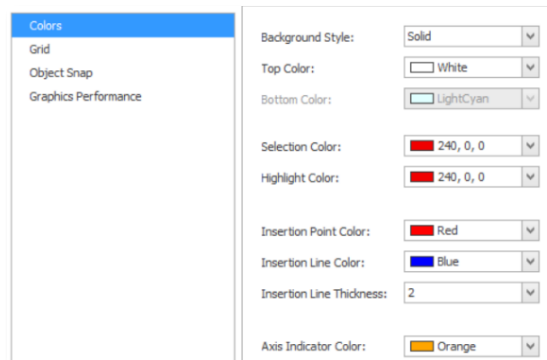 Colors
Grid
Object Snap
Graphics Performance
Background Style: Solid
Top Color: White
Bottom Color: LightCyan
Selection Color: 240, 0, 0
Highlight Color: 240, 0, 0
Insertion Point Color: Red
Insertion Line Color: Blue
Insertion Line Thickness: 2
Axis Indicator Color: Orange